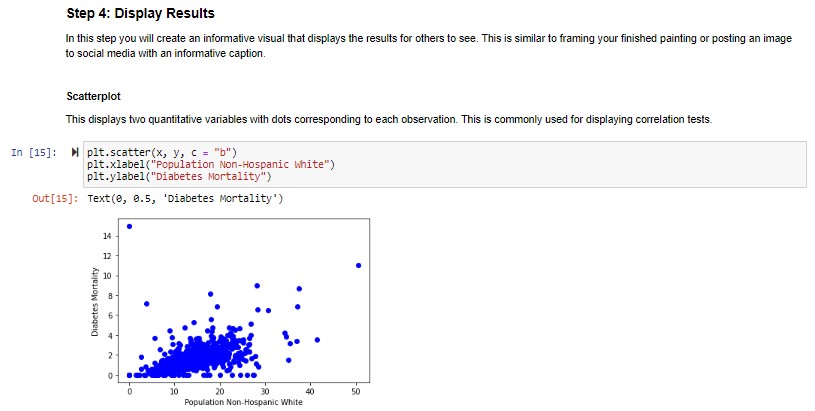 Step 4: Display Results
In this step you will create an informative visual that displays the results for others to see. This is similar to framing your finished painting or posting an image
to social media with an informative caption.
Scatterplot
This displays two quantitative variables with dots corresponding to each observation. This is commonly used for displaying correlation tests.
In [15]:
plt.scatter(x, y, c = "b")
plt.xlabel("Population Non-Hospanic White")
plt.ylabel("Diabetes Mortality")
Out[15]: Text(0, 0.5, 'Diabetes Mortality')
14
12
10
8
6
4
2
0
Diabetes Mortality
0 10 20 30 40 50
Population Non-Hospanic White